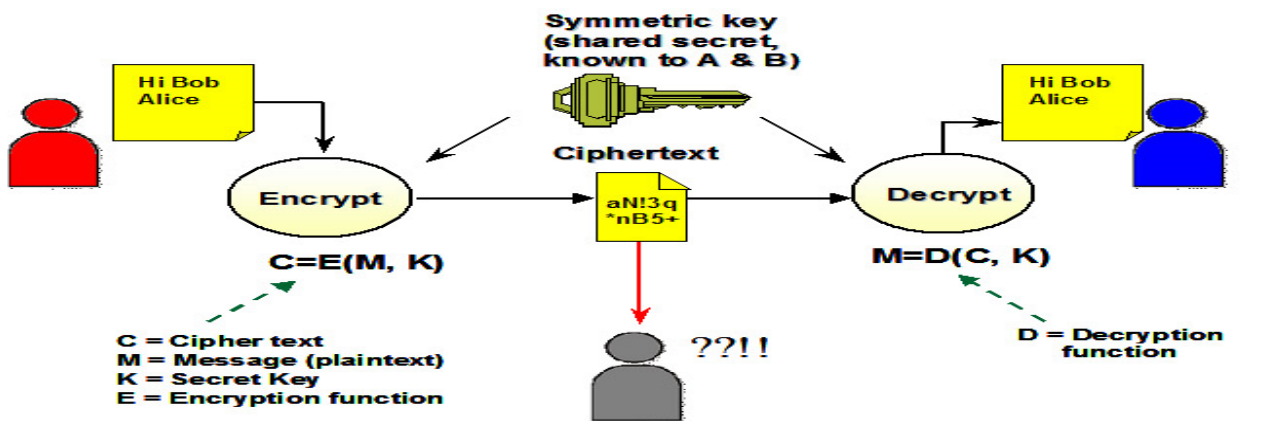 Symmetric key
(shared secret,
known to A & B)
Hi Bob
Alice
Hi Bob
Alice
Ciphertext
Encrypt
aN!3q
*nB5+
Decrypt
C=E(M, K)
M=D(C, K)
??!!
C = Cipher text
M = Message (plaintext)
K = Secret Key
E = Encryption function
D = Decryption
function